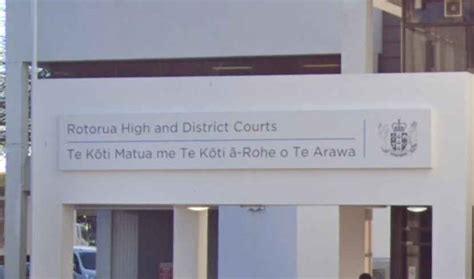 Rotorua High and District Courts
Te Kōti Matua me Te Kōti ā-Rohe o Te Arawa